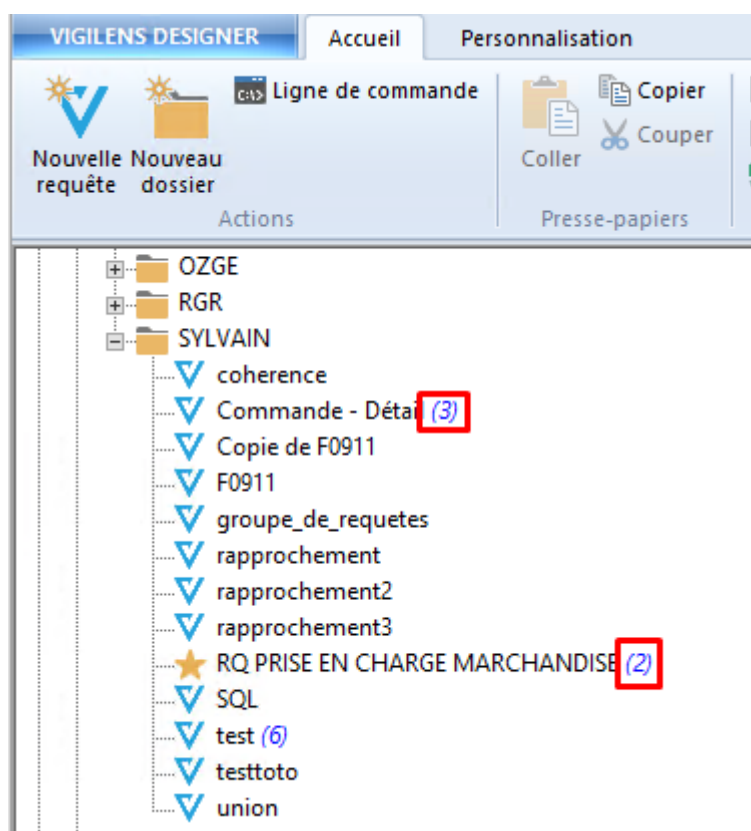 VIGILENS DESIGNER Accueil Personnalisation
C:\> Ligne de commande Copier
Couper
Nouvelle requête Nouveau dossier Coller
Actions Presse-papiers
OZGE
RGR
SYLVAIN
coherence
Commande - Détai (3)
Copie de F0911
F0911
groupe_de_requetes
rapprochement
rapprochement2
rapprochement3
RQ PRISE EN CHARGE MARCHANDISE (2)
SQL
test (6)
testtoto
union